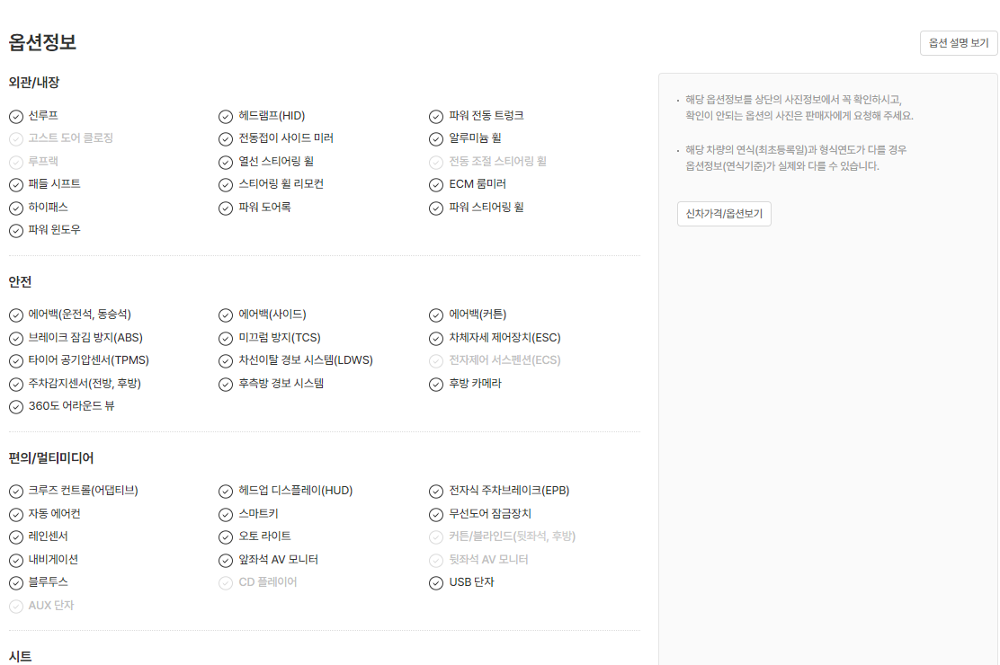 옵션정보
옵션 설명 보기
외관/내장
선루프
헤드램프(HID)
파워 전동 트렁크
고스트 도어 클로징
전동접이 사이드 미러
알루미늄 휠
루프랙
열선 스티어링 휠
전동 조절 스티어링 휠
패들 시프트
스티어링 휠 리모컨
ECM 룸미러
하이패스
파워 도어록
파워 스티어링 휠
파워 윈도우
안전
에어백(운전석, 동승석)
에어백(사이드)
에어백(커튼)
브레이크 잠김 방지(ABS)
미끄럼 방지(TCS)
차체자세 제어장치(ESC)
타이어 공기압센서(TPMS)
차선이탈 경보 시스템(LDWS)
전자제어 서스펜션(ECS)
주차감지센서(전방, 후방)
후측방 경보 시스템
후방 카메라
360도 어라운드 뷰
편의/멀티미디어
크루즈 컨트롤(어댑티브)
헤드업 디스플레이(HUD)
전자식 주차브레이크(EPB)
자동 에어컨
스마트키
무선도어 잠금장치
레인센서
오토 라이트
커튼/블라인드(뒷좌석, 후방)
내비게이션
앞좌석 AV 모니터
뒷좌석 AV 모니터
블루투스
CD 플레이어
USB 단자
AUX 단자
시트
· 해당 옵션정보를 상단의 사진정보에서 꼭 확인하시고,
확인이 안되는 옵션의 사진은 판매자에게 요청해 주세요.
· 해당 차량의 연식(최초등록일)과 형식연도가 다를 경우
옵션정보(연식기준)가 실제와 다를 수 있습니다.
신차가격/옵션보기